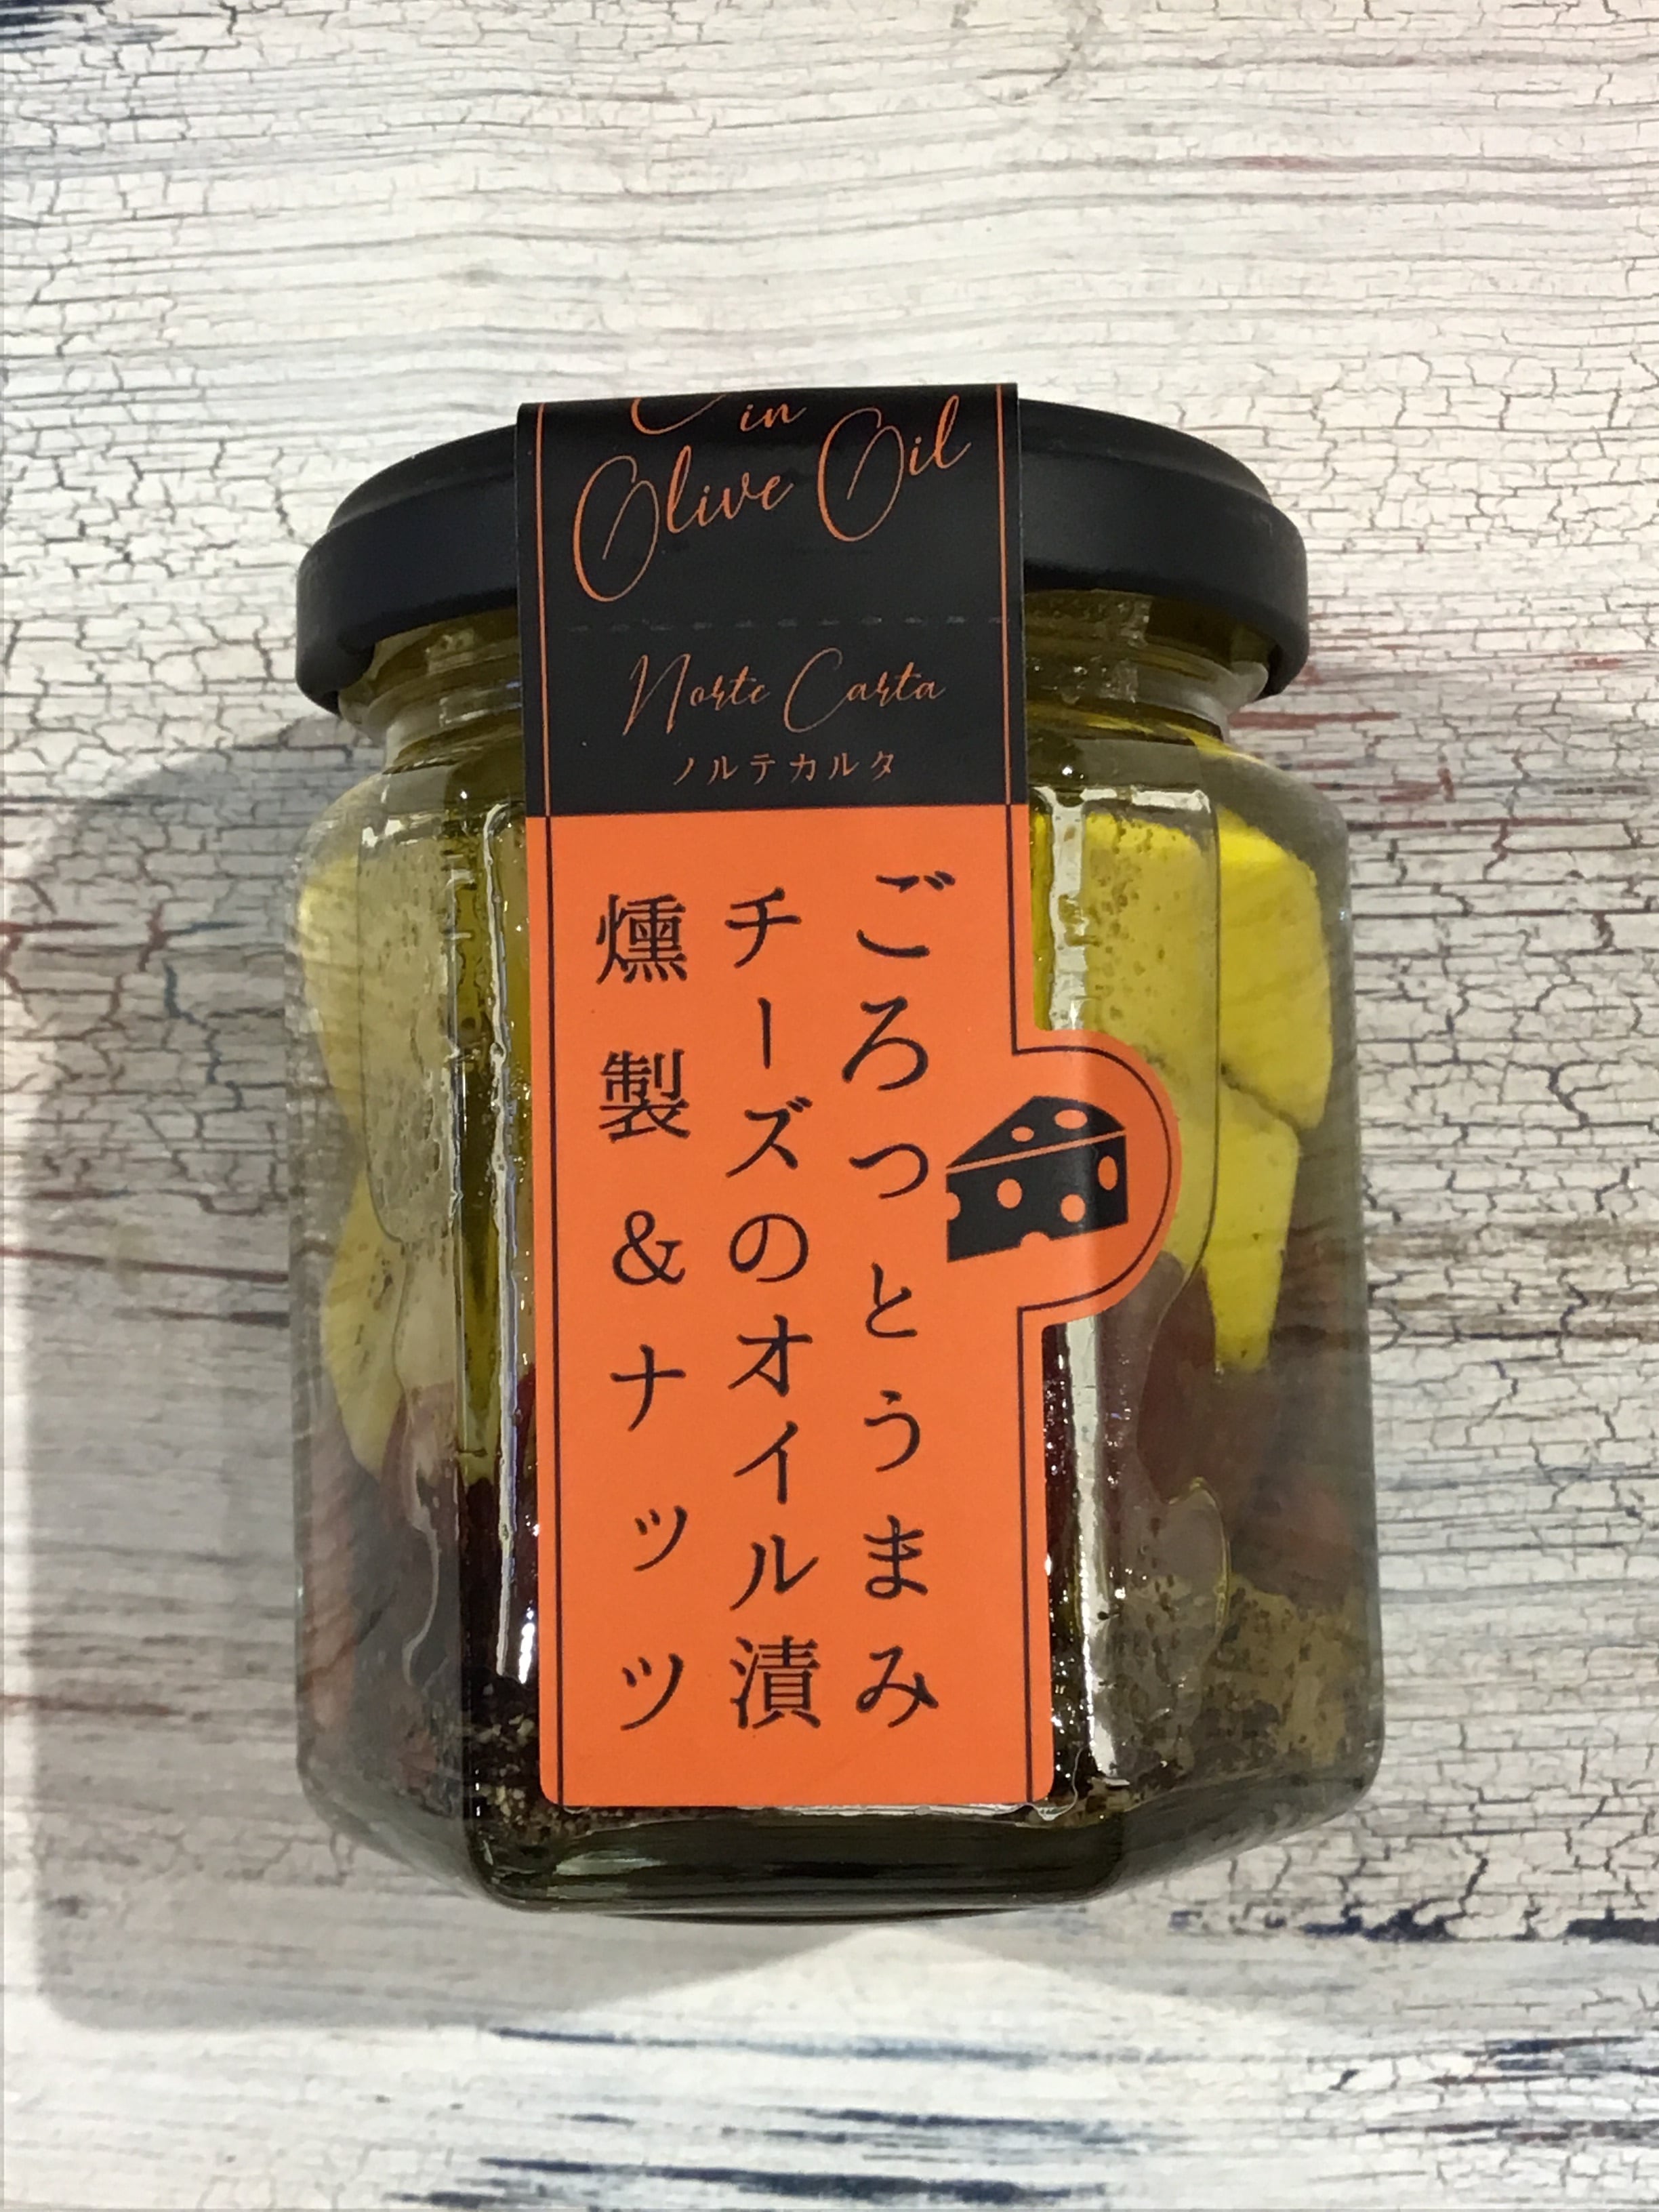 in
Olive Oil
Norte Carta
ノルテカルタ
ごろっとうまみ
チーズのオイル漬
燻製&ナッツ